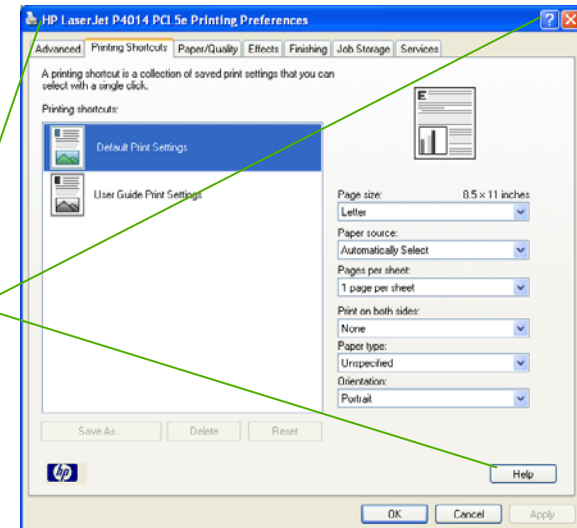 HP LaserJet P4014 PCL 5e Printing Preferences
Advanced Printing Shortcuts Paper/Quality Effects Finishing Job Storage Services
A printing shortcut is a collection of saved print settings that you can
select with a single click.
Printing shortcuts:
Default Print Settings
User Guide Print Settings
E
Page size: 8.5 × 11 inches
Letter
Paper source:
Automatically Select
Pages per sheet:
1 page per sheet
Print on both sides:
None
Paper type:
Unspecified
Orientation:
Portrait
Save As... Delete Reset
hp
Help
OK Cancel Apply